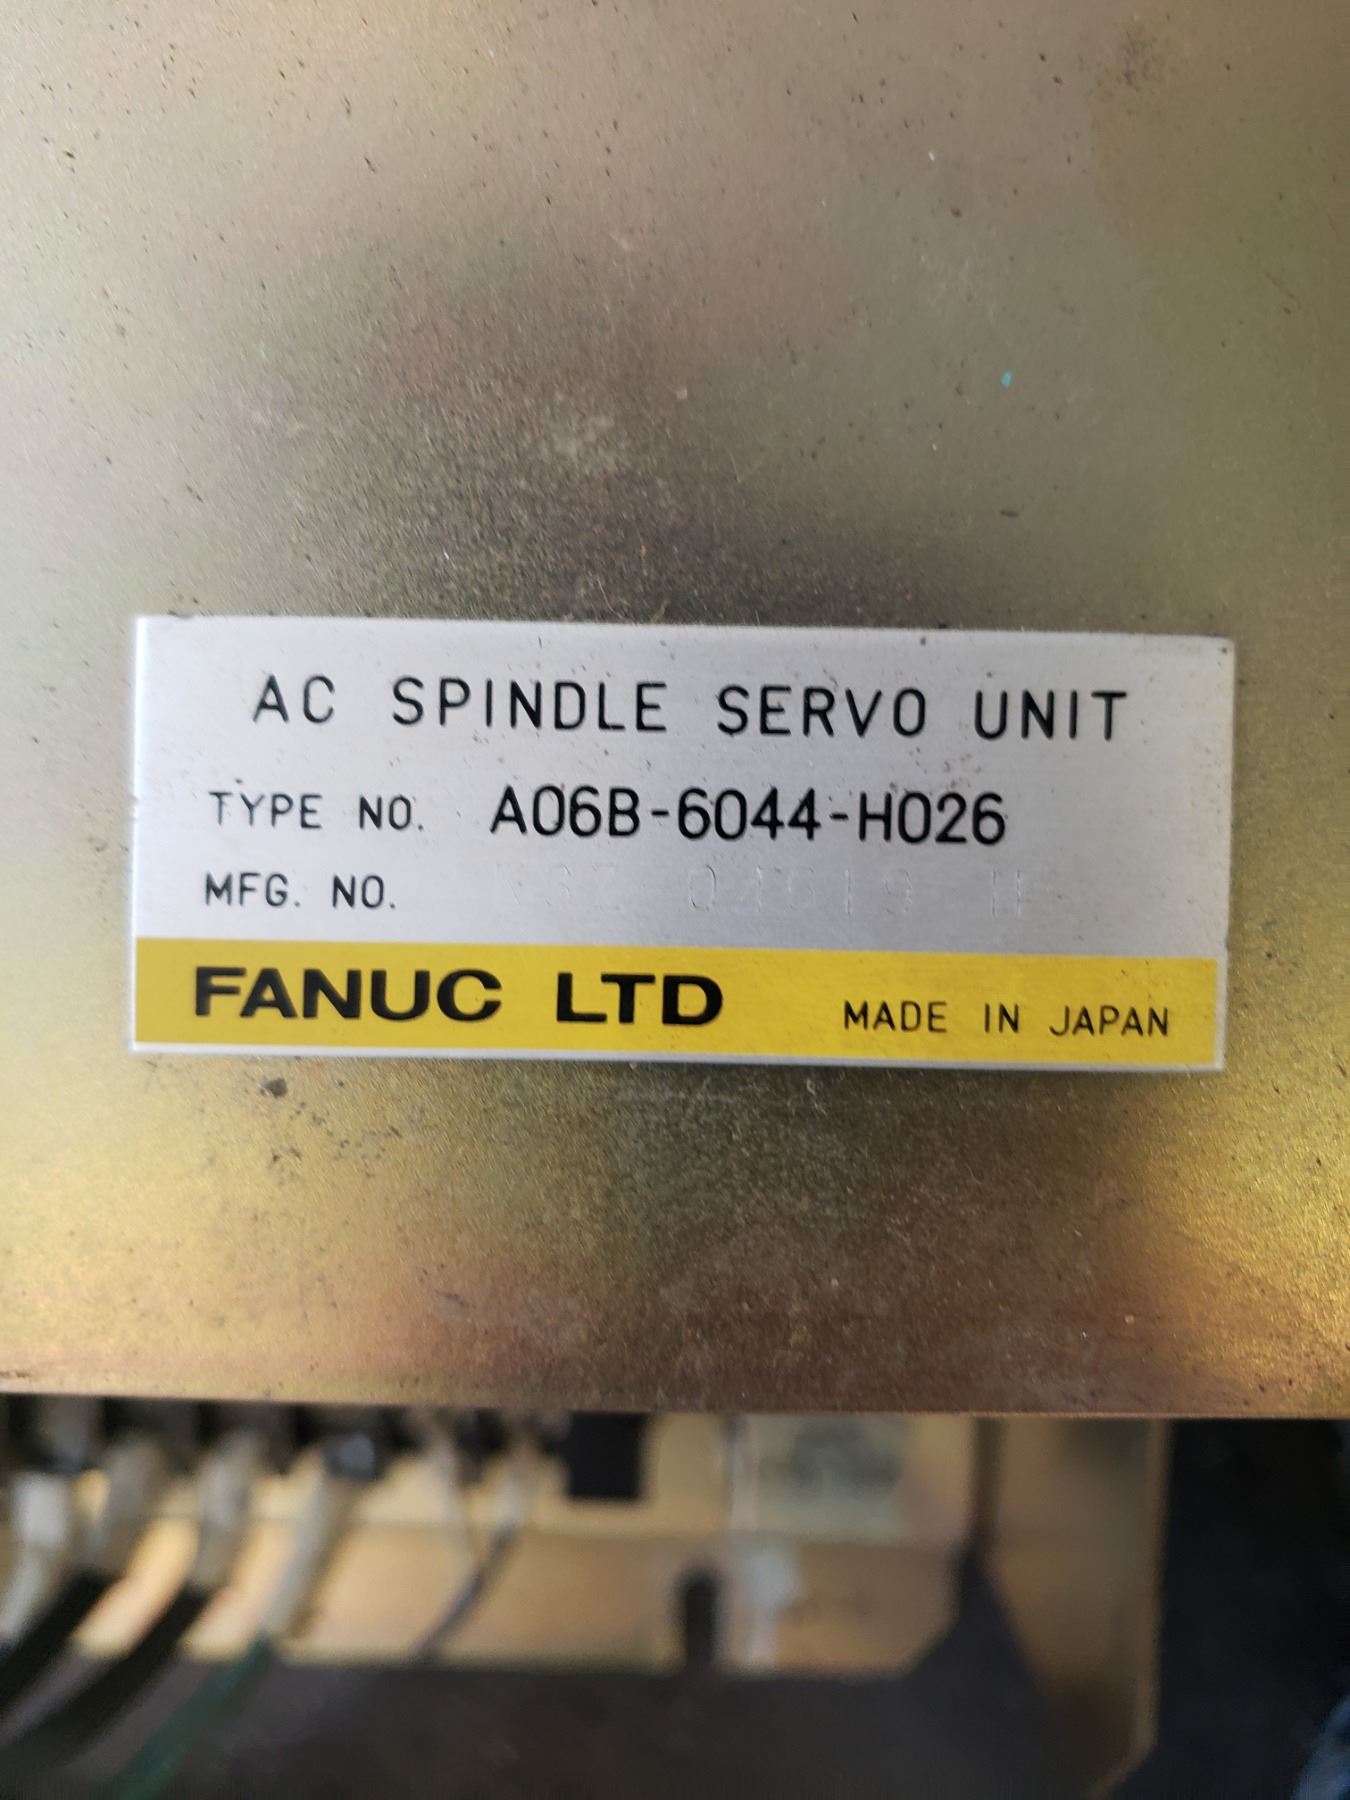 AC SPINDLE SERVO UNIT
TYPE NO. A06B-6044-H026
MFG. NO.
FANUC LTD MADE IN JAPAN